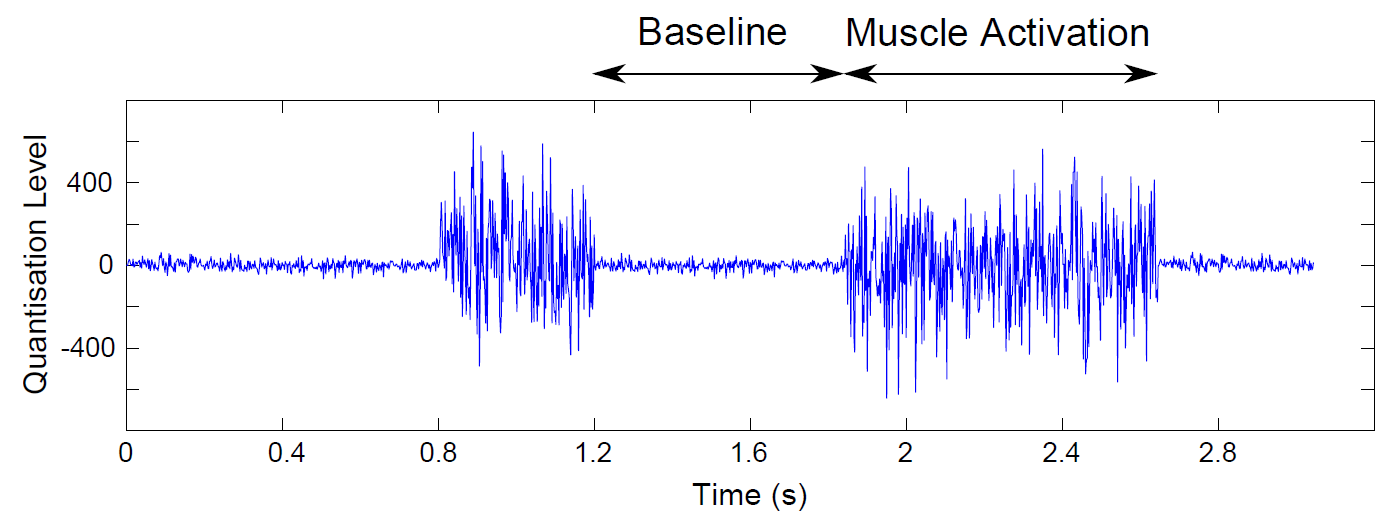 Baseline
Muscle Activation
Quantisation Level
400
0
-400
0
0.4
0.8
1.2
1.6
2
2.4
2.8
Time (s)